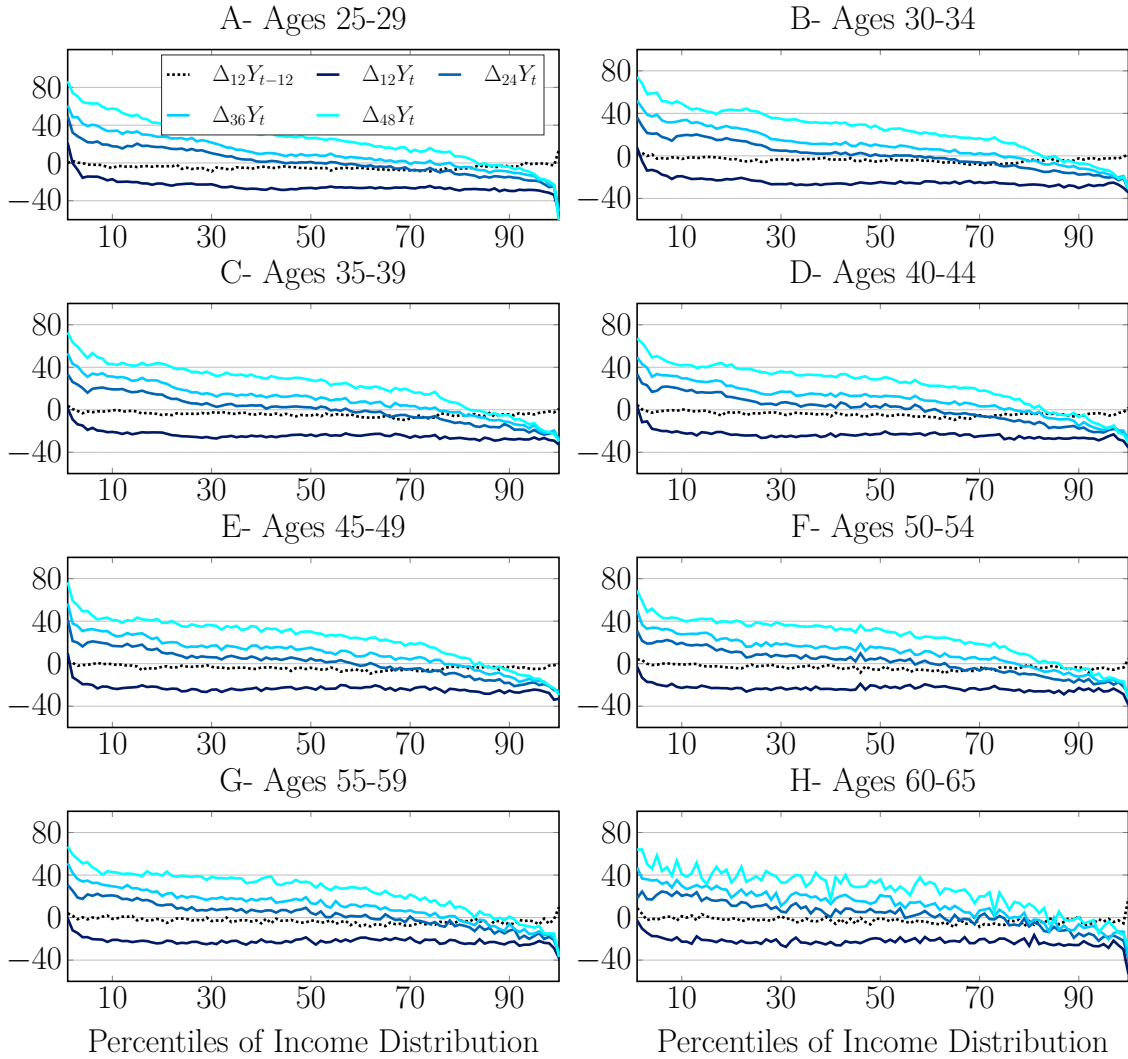 A- Ages 25-29
B- Ages 30-34
80
40
0
−40
Δ₁₂Yₜ₋₁₂ Δ₁₂Yₜ Δ₂₄Yₜ
Δ₃₆Yₜ Δ₄₈Yₜ
10 30 50 70 90
80
40
0
−40
10 30 50 70 90
C- Ages 35-39
D- Ages 40-44
80
40
0
−40
10 30 50 70 90
80
40
0
−40
10 30 50 70 90
E- Ages 45-49
F- Ages 50-54
80
40
0
−40
10 30 50 70 90
80
40
0
−40
10 30 50 70 90
G- Ages 55-59
H- Ages 60-65
80
40
0
−40
10 30 50 70 90
80
40
0
−40
10 30 50 70 90
Percentiles of Income Distribution
Percentiles of Income Distribution